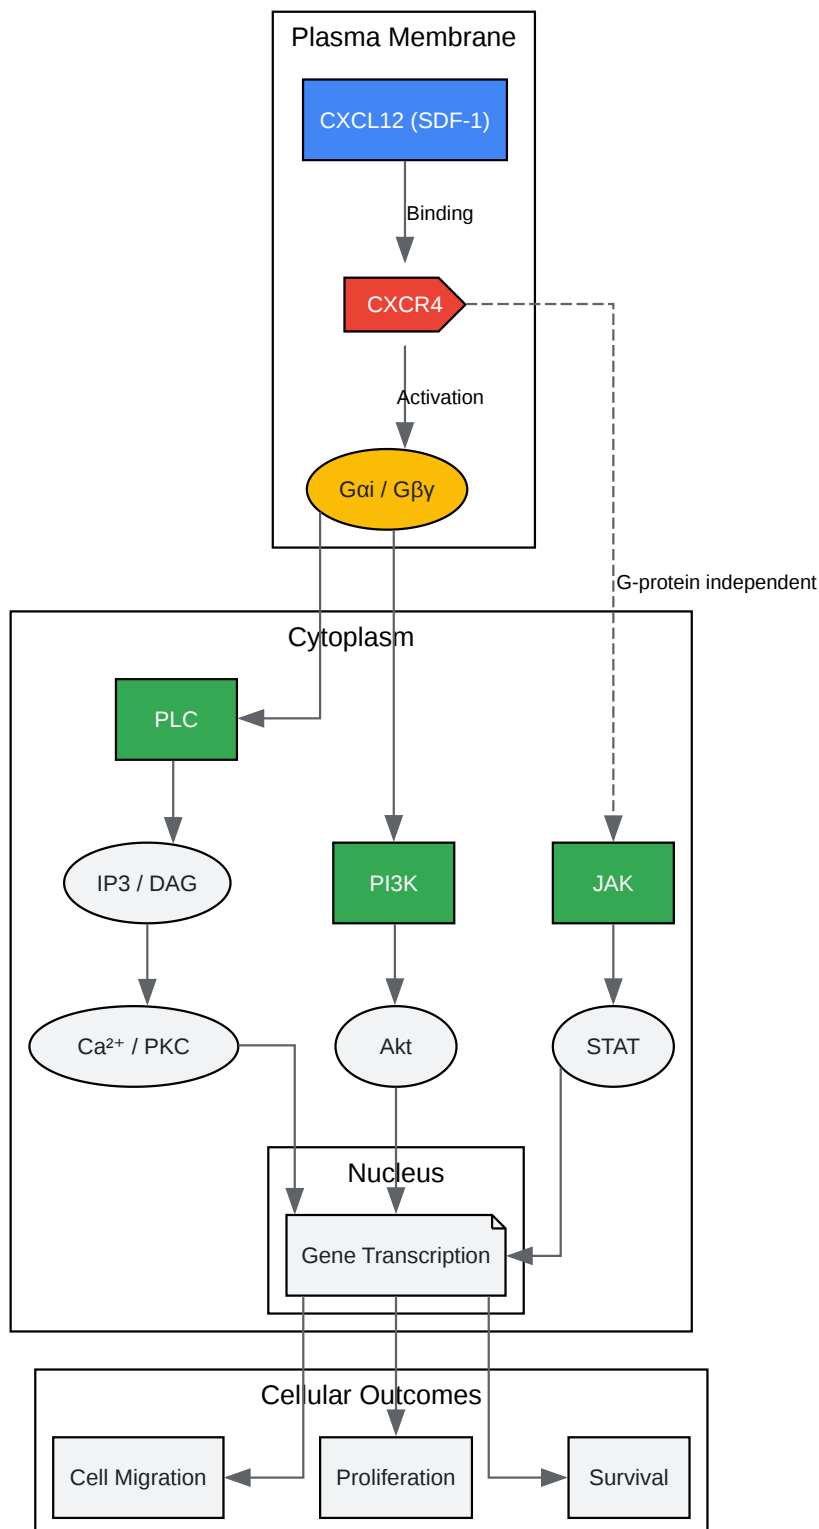 Plasma Membrane
CXCL12 (SDF-1)
Binding
CXCR4
Activation
Gαi / Gβγ
G-protein independent
Cytoplasm
PLC
IP3 / DAG
PI3K
JAK
Ca²⁺ / PKC
Akt
STAT
Nucleus
Gene Transcription
Cellular Outcomes
Cell Migration
Proliferation
Survival